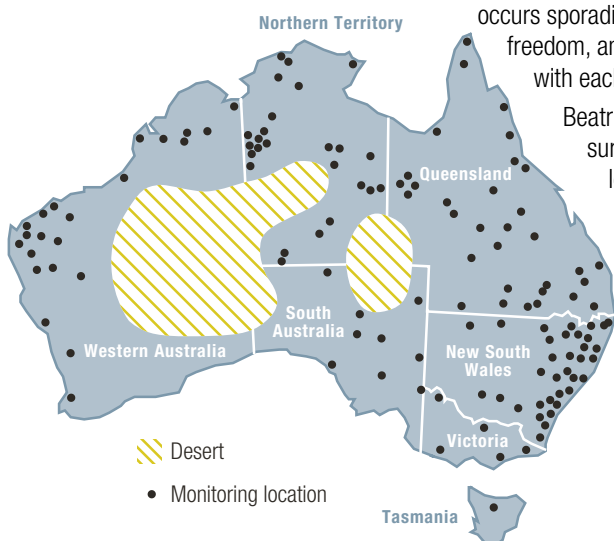 occurs sporadi
freedom, an
with eac
Beatr
sur
l
Northern Territory
Queensland
South
Australia
Western Australia
New South
Wales
Victoria
Desert
Monitoring location
Tasmania